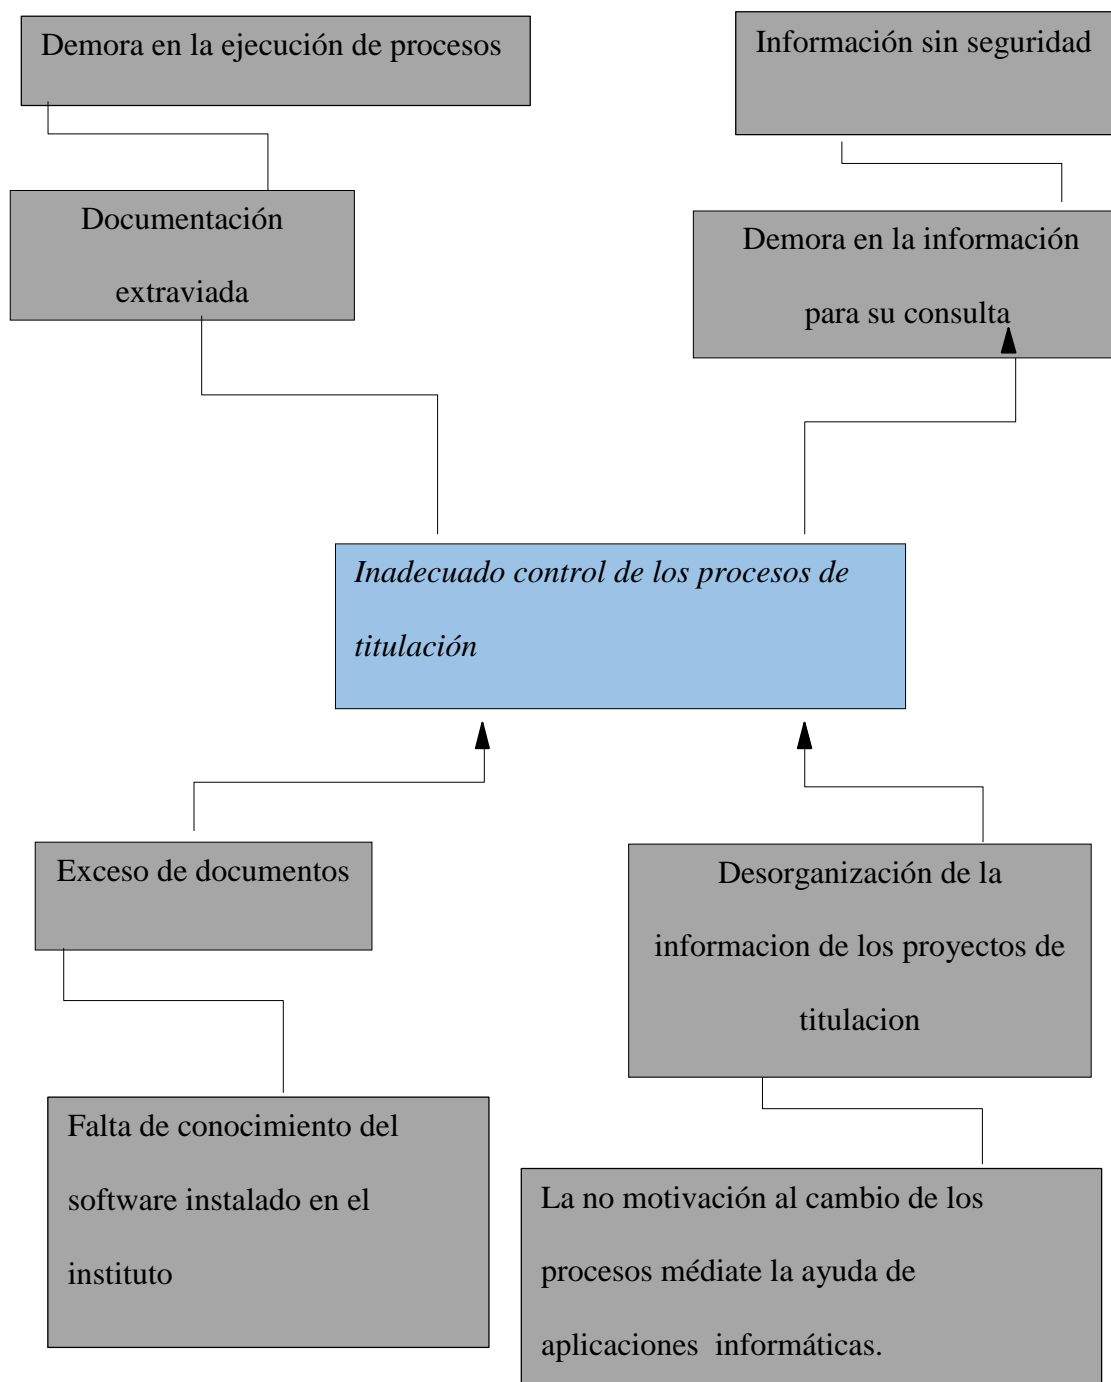 Demora en la ejecución de procesos
Información sin seguridad
Documentación
extraviada
Demora en la información
para su consulta
Inadecuado control de los procesos de
titulación
Exceso de documentos
Desorganización de la
informacion de los proyectos de
titulacion
Falta de conocimiento del
software instalado en el
instituto
La no motivación al cambio de los
procesos médiate la ayuda de
aplicaciones  informáticas.